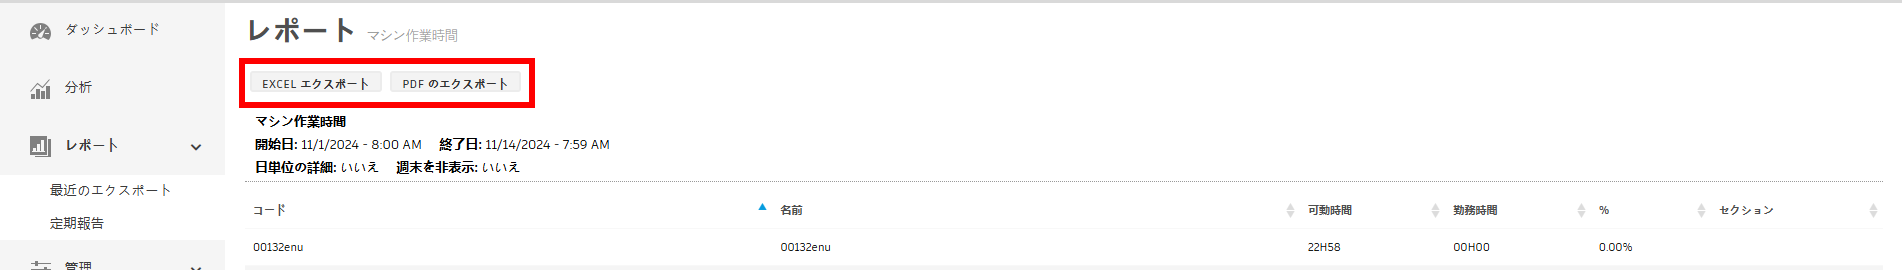 ダッシュボード
分析
レポート
最近のエクスポート
定期報告
管理
レポート マシン作業時間
EXCEL エクスポート PDF のエクスポート
マシン作業時間
開始日: 11/1/2024 - 8:00 AM 終了日: 11/14/2024 - 7:59 AM
日単位の詳細: いいえ 週末を非表示: いいえ
コード 名前 可動時間 勤務時間 % セクション
00132enu 00132enu 22H58 00H00 0.00%